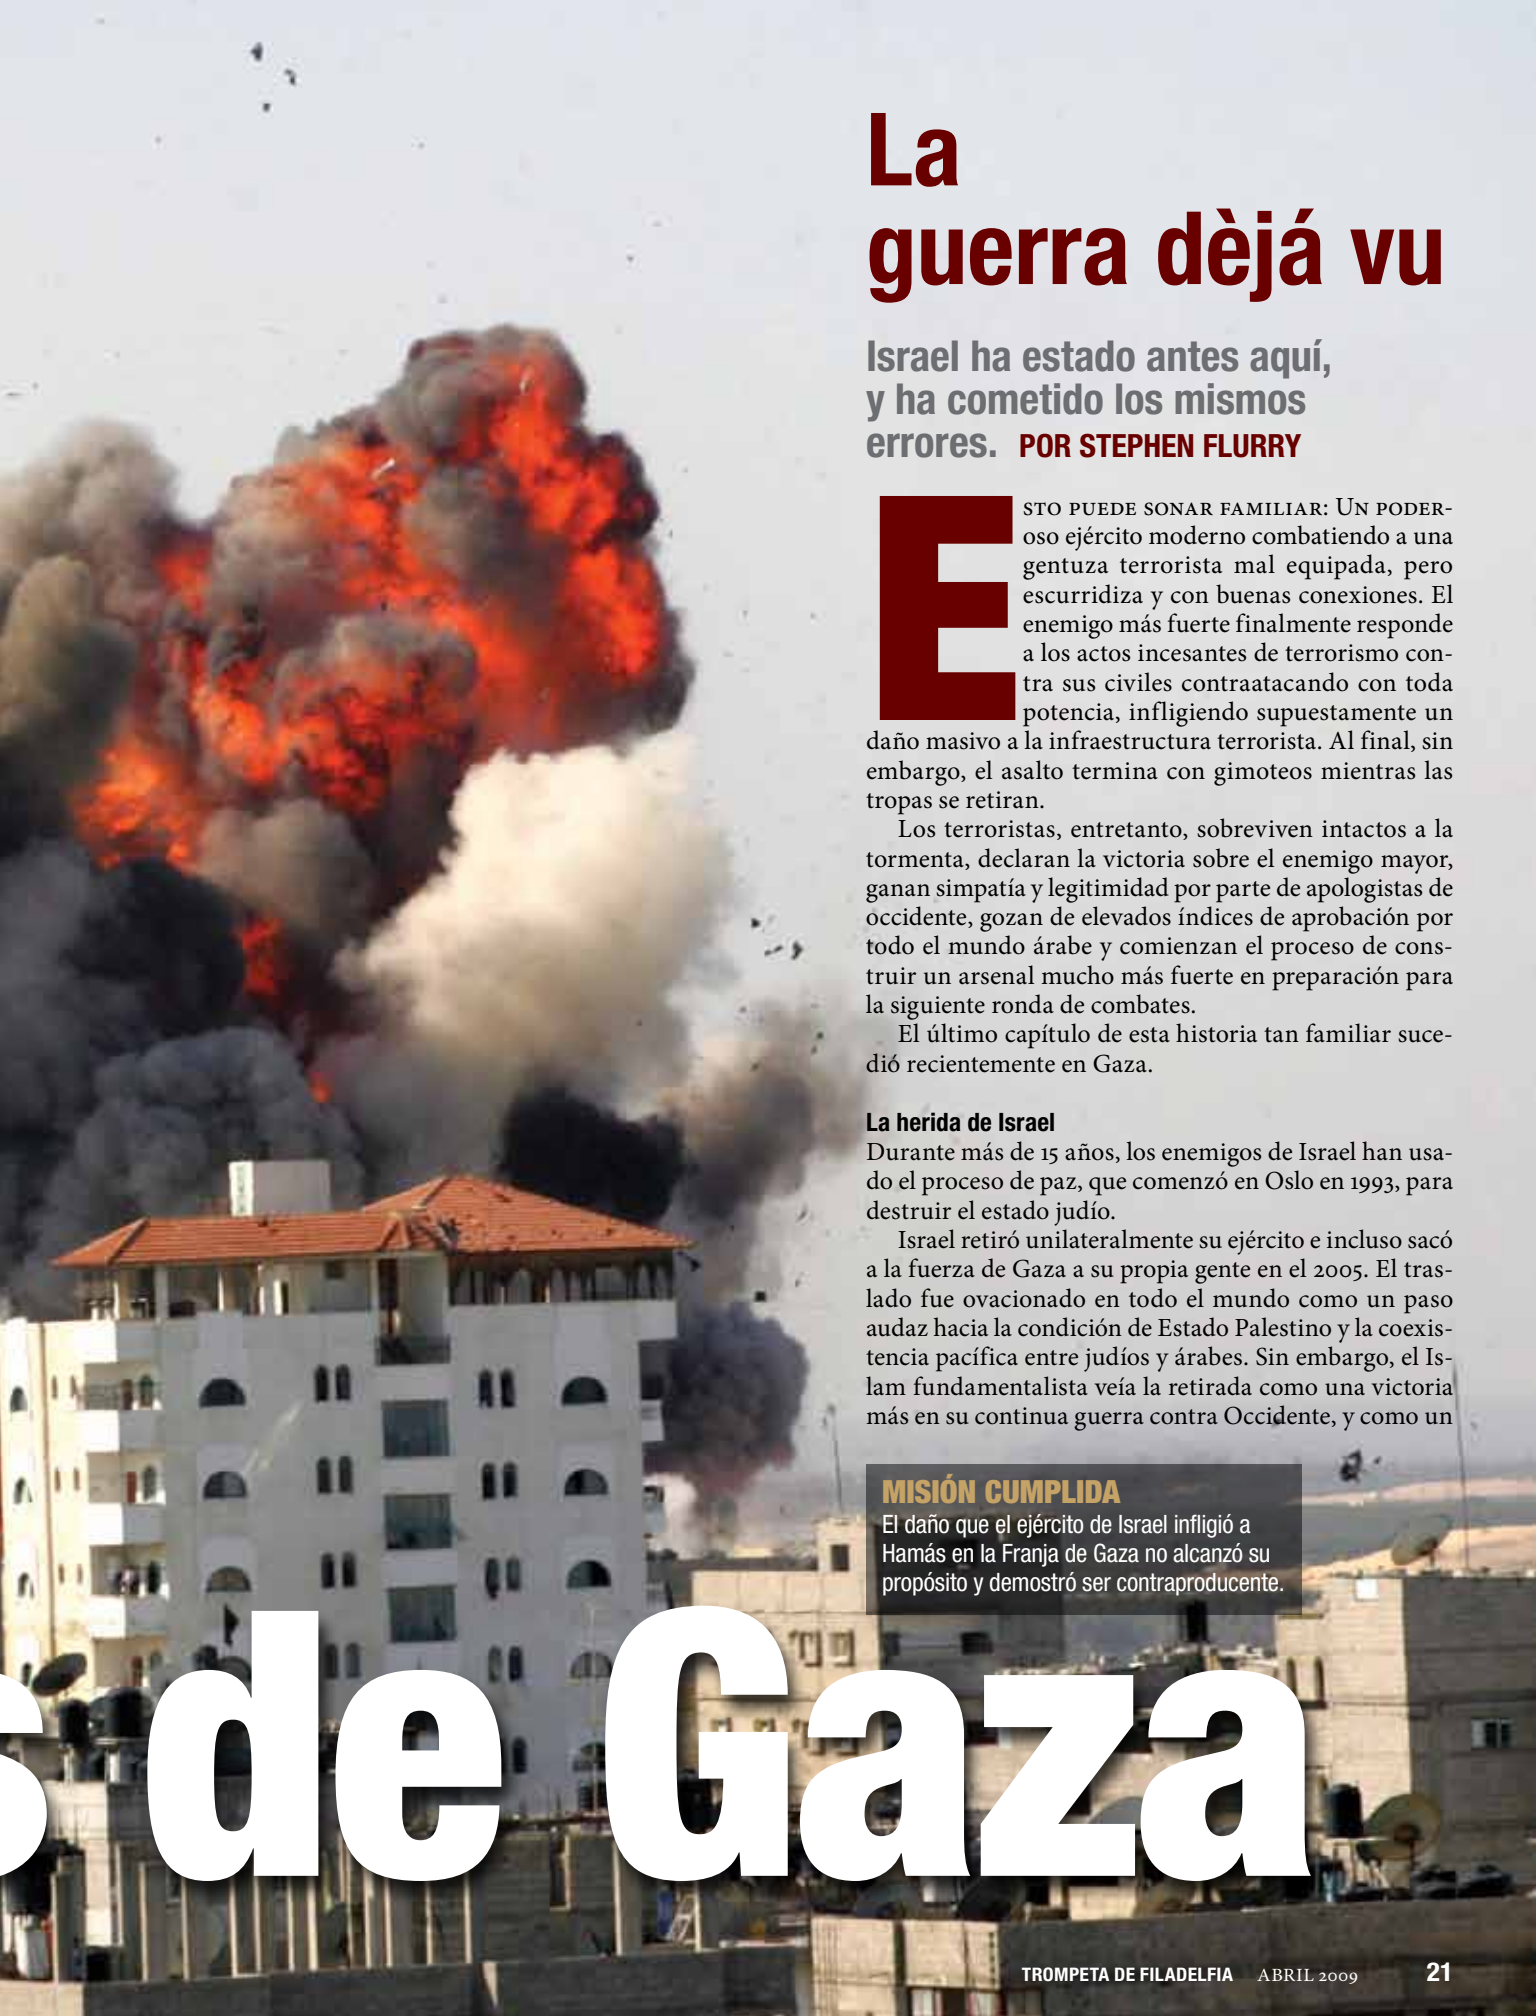 La
guerra dèjá vu
Israel ha estado antes aquí,
y ha cometido los mismos
errores. POR STEPHEN FLURRY
ESTO PUEDE SONAR FAMILIAR: UN PODER-
oso ejército moderno combatiendo a una
gentuza terrorista mal equipada, pero
escurridiza y con buenas conexiones. El
enemigo más fuerte finalmente responde
a los actos incesantes de terrorismo con-
tra sus civiles contraatacando con toda
potencia, infligiendo supuestamente un
daño masivo a la infraestructura terrorista. Al final, sin
embargo, el asalto termina con gimoteos mientras las
tropas se retiran.
Los terroristas, entretanto, sobreviven intactos a la
tormenta, declaran la victoria sobre el enemigo mayor,
ganan simpatía y legitimidad por parte de apologistas de
occidente, gozan de elevados índices de aprobación por
todo el mundo árabe y comienzan el proceso de cons-
truir un arsenal mucho más fuerte en preparación para
la siguiente ronda de combates.
El último capítulo de esta historia tan familiar suce-
dió recientemente en Gaza.
La herida de Israel
Durante más de 15 años, los enemigos de Israel han usa-
do el proceso de paz, que comenzó en Oslo en 1993, para
destruir el estado judío.
Israel retiró unilateralmente su ejército e incluso sacó
a la fuerza de Gaza a su propia gente en el 2005. El tras-
lado fue ovacionado en todo el mundo como un paso
audaz hacia la condición de Estado Palestino y la coexis-
tencia pacífica entre judíos y árabes. Sin embargo, el Is-
lam fundamentalista veía la retirada como una victoria
más en su continua guerra contra Occidente, y como un
MISIÓN CUMPLIDA
El daño que el ejército de Israel infligió a
Hamás en la Franja de Gaza no alcanzó su
propósito y demostró ser contraproducente.
s de Gaza
TROMPETA DE FILADELFIA ABRIL 2009 21